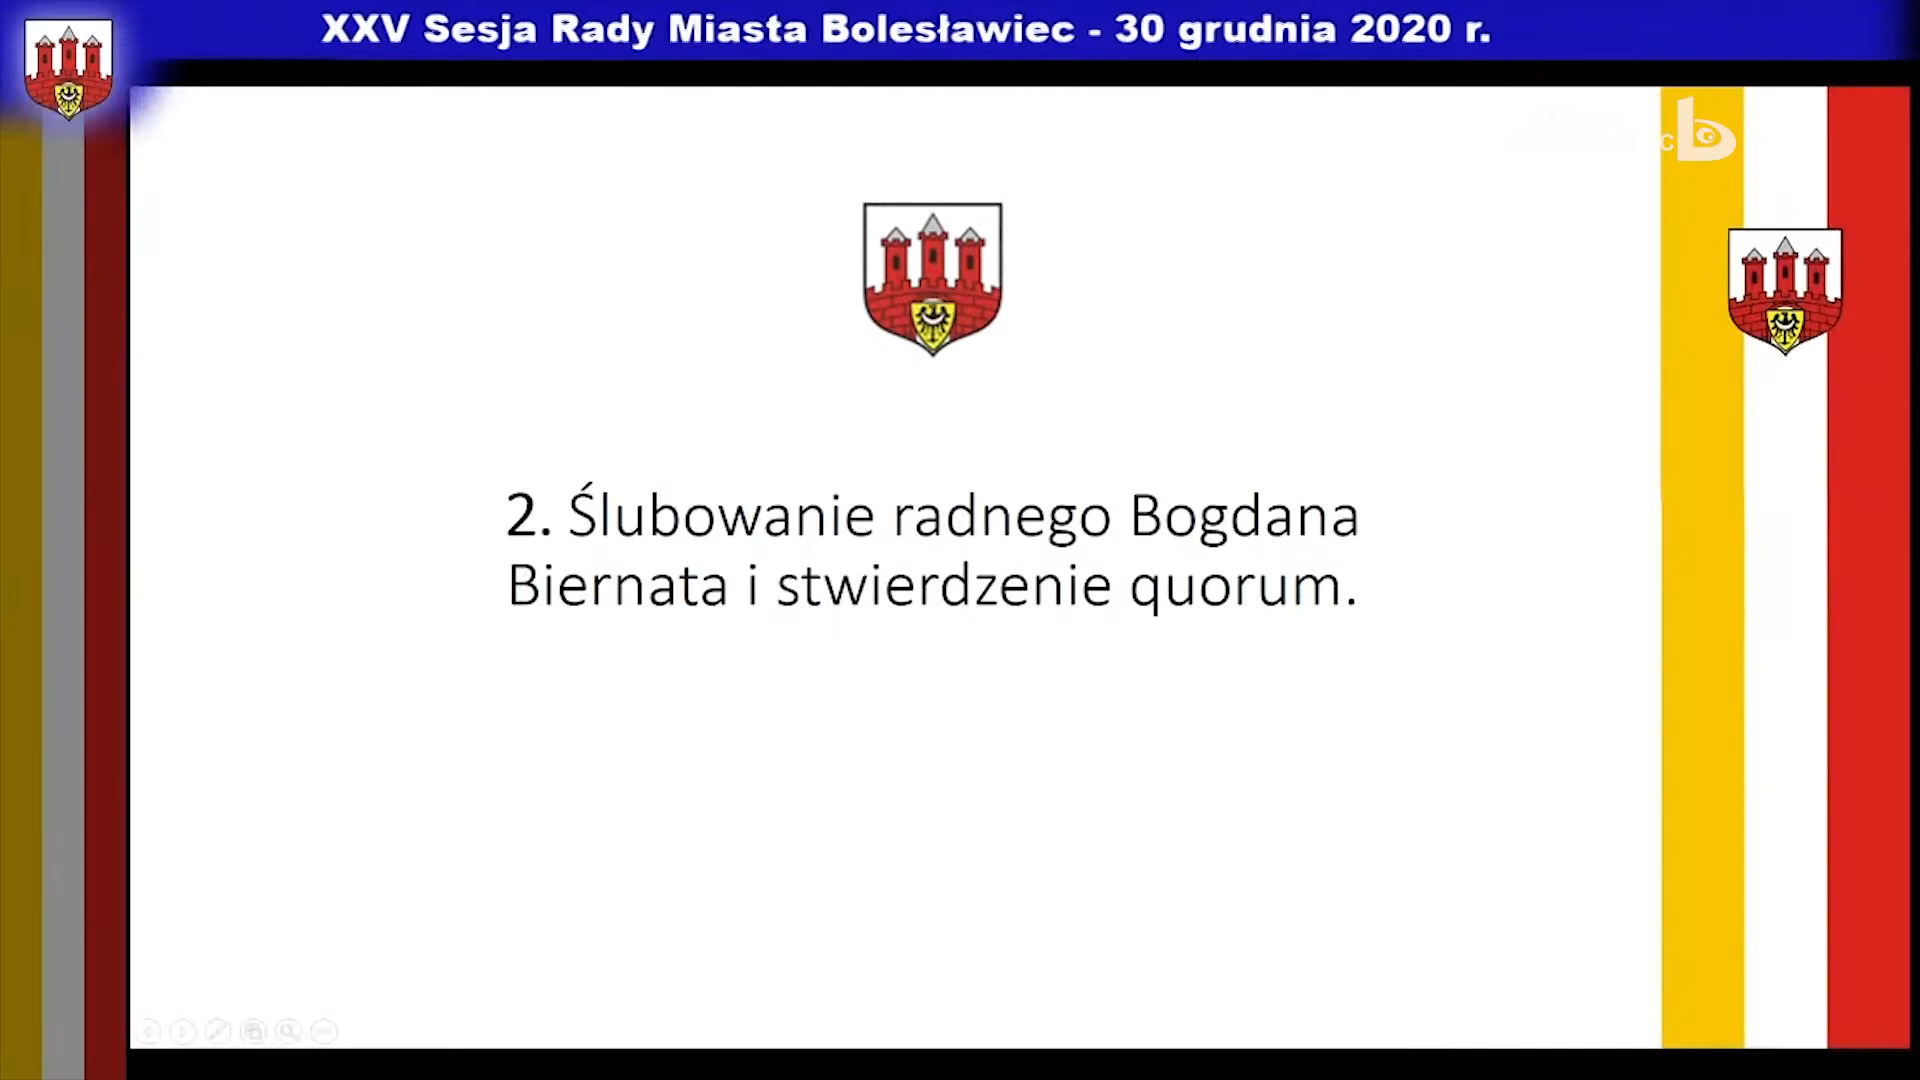 XXV Sesja Rady Miasta Bolesławiec - 30 grudnia 2020 r.
2. Ślubowanie radnego Bogdana
Biernata i stwierdzenie quorum.